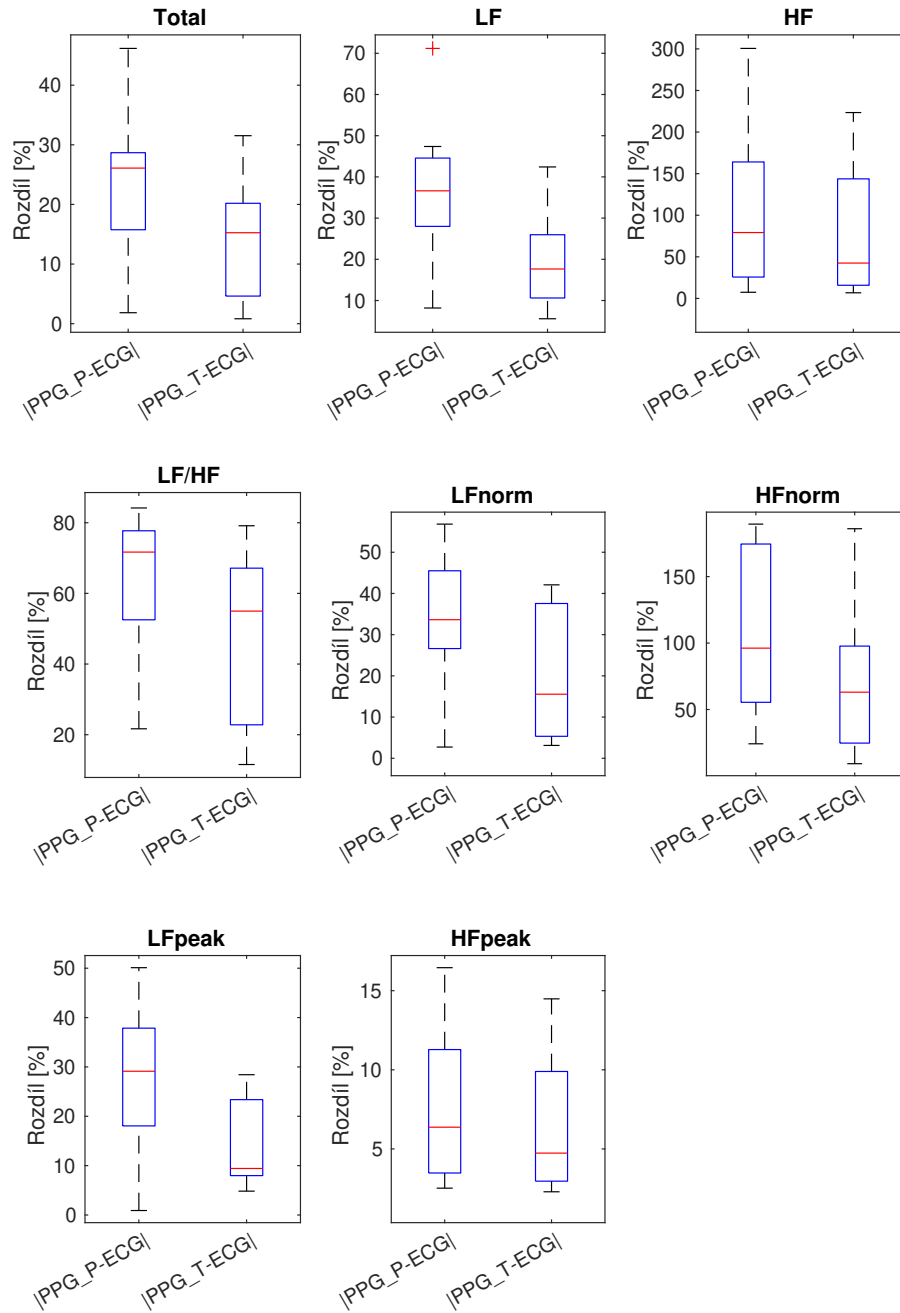 Total
Rozdíl [%]
40
30
20
10
0
|PPG_P-ECG|
|PPG_T-ECG|
LF
Rozdíl [%]
70
60
50
40
30
20
10
|PPG_P-ECG|
|PPG_T-ECG|
HF
Rozdíl [%]
300
250
200
150
100
50
0
|PPG_P-ECG|
|PPG_T-ECG|
LF/HF
Rozdíl [%]
80
60
40
20
|PPG_P-ECG|
|PPG_T-ECG|
LFnorm
Rozdíl [%]
50
40
30
20
10
0
|PPG_P-ECG|
|PPG_T-ECG|
HFnorm
Rozdíl [%]
150
100
50
|PPG_P-ECG|
|PPG_T-ECG|
LFpeak
Rozdíl [%]
50
40
30
20
10
0
|PPG_P-ECG|
|PPG_T-ECG|
HFpeak
Rozdíl [%]
15
10
5
|PPG_P-ECG|
|PPG_T-ECG|